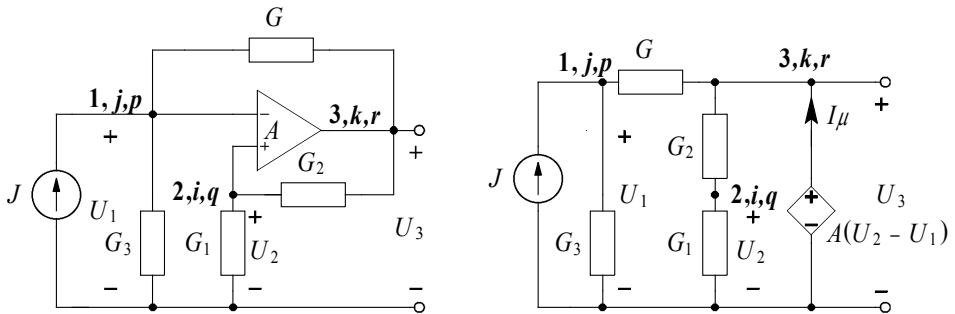 G
1, j,p
3,k,r
+
−
A
+
+
G₂
J
2,i,q
U₁
+
U₃
G₃
G₁
U₂
−
−
−
1, j,p
G
3,k,r
+
Iμ
+
G₂
J
2,i,q
+
U₃
U₁
+
−
A(U₂ − U₁)
G₃
G₁
U₂
−
−
−